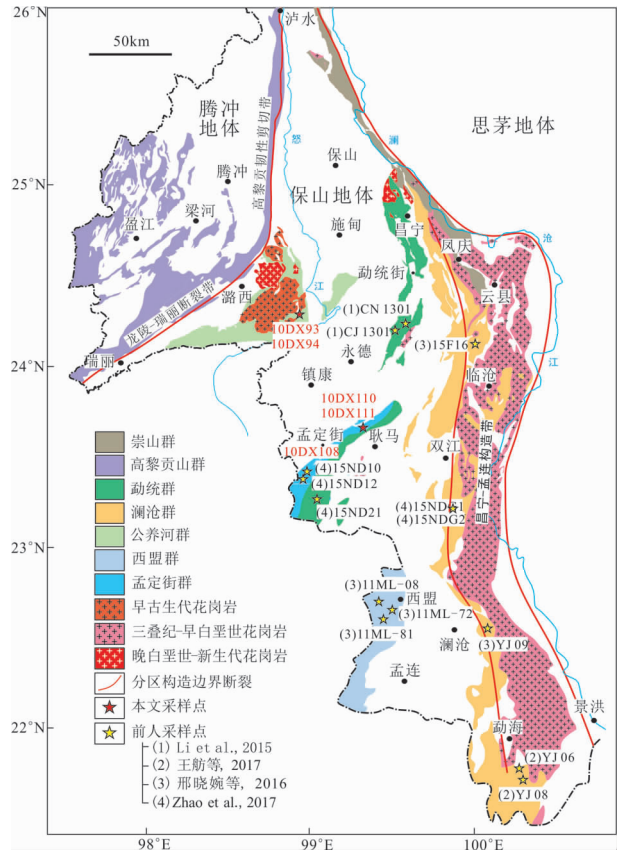 26°N
50km
泸水
腾冲
地体
高黎贡韧性剪切带
怒
澜
思茅地体
保山
25°N
腾冲
保山地体
梁河
盈江
施甸
昌宁
凤庆
沧
勐统街
云县
潞西
江
龙陵-瑞丽断裂带
(1)CN 1301
(1)CJ 1301
10DX93
10DX94
(3)15F16
永德
瑞丽
24°N
临沧
江
镇康
10DX110
10DX111
孟定街
耿马
双江
昌宁-孟连构造带
10DX108
(4)15ND10
(4)15ND12
(4)15ND21
(4)15NDG1
(4)15NDG2
23°N
(3)11ML-08
西盟
(3)11ML-72
(3)11ML-81
澜沧
(3)YJ 09
孟连
景洪
22°N
勐海
(2)YJ 06
(2)YJ 08
崇山群
高黎贡山群
勐统群
澜沧群
公养河群
西盟群
孟定街群
早古生代花岗岩
三叠纪-早白垩世花岗岩
晚白垩世-新生代花岗岩
分区构造边界断裂
本文采样点
前人采样点
(1) Li et al., 2015
(2) 王舫等, 2017
(3) 邢晓婉等, 2016
(4) Zhao et al., 2017
98°E
99°E
100°E